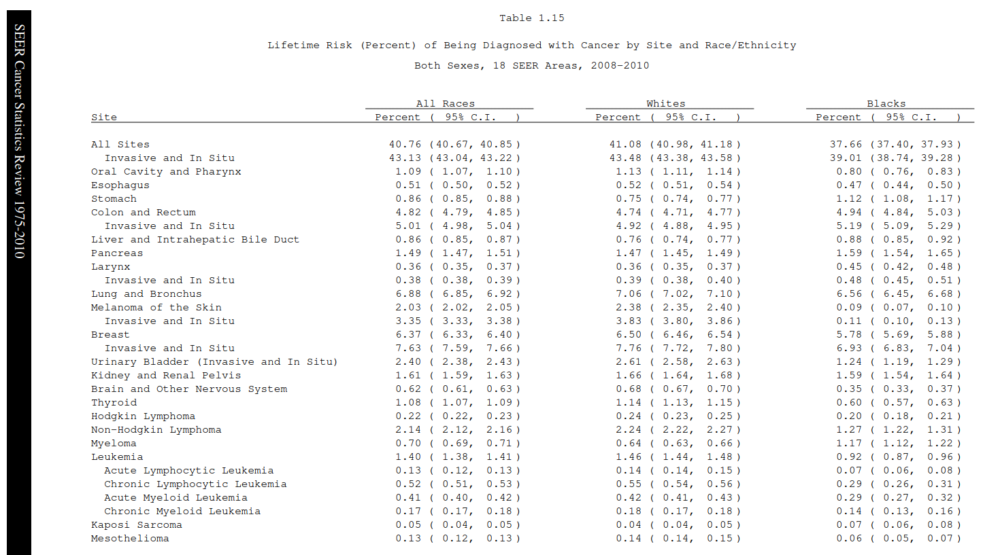 SEER Cancer Statistics Review 1975-2010
Table 1.15
Lifetime Risk (Percent) of Being Diagnosed with Cancer by Site and Race/Ethnicity
Both Sexes, 18 SEER Areas, 2008-2010
All Races Whites Blacks
Site Percent ( 95% C.I. ) Percent ( 95% C.I. ) Percent ( 95% C.I. )
All Sites 40.76 (40.67, 40.85) 41.08 (40.98, 41.18) 37.66 (37.40, 37.93)
Invasive and In Situ 43.13 (43.04, 43.22) 43.48 (43.38, 43.58) 39.01 (38.74, 39.28)
Oral Cavity and Pharynx 1.09 ( 1.07, 1.10) 1.13 ( 1.11, 1.14) 0.80 ( 0.76, 0.83)
Esophagus 0.51 ( 0.50, 0.52) 0.52 ( 0.51, 0.54) 0.47 ( 0.44, 0.50)
Stomach 0.86 ( 0.85, 0.88) 0.75 ( 0.74, 0.77) 1.12 ( 1.08, 1.17)
Colon and Rectum 4.82 ( 4.79, 4.85) 4.74 ( 4.71, 4.77) 4.94 ( 4.84, 5.03)
Invasive and In Situ 5.01 ( 4.98, 5.04) 4.92 ( 4.88, 4.95) 5.19 ( 5.09, 5.29)
Liver and Intrahepatic Bile Duct 0.86 ( 0.85, 0.87) 0.76 ( 0.74, 0.77) 0.88 ( 0.85, 0.92)
Pancreas 1.49 ( 1.47, 1.51) 1.47 ( 1.45, 1.49) 1.59 ( 1.54, 1.65)
Larynx 0.36 ( 0.35, 0.37) 0.36 ( 0.35, 0.37) 0.45 ( 0.42, 0.48)
Invasive and In Situ 0.38 ( 0.38, 0.39) 0.39 ( 0.38, 0.40) 0.48 ( 0.45, 0.51)
Lung and Bronchus 6.88 ( 6.85, 6.92) 7.06 ( 7.02, 7.10) 6.56 ( 6.45, 6.68)
Melanoma of the Skin 2.03 ( 2.02, 2.05) 2.38 ( 2.35, 2.40) 0.09 ( 0.07, 0.10)
Invasive and In Situ 3.35 ( 3.33, 3.38) 3.83 ( 3.80, 3.86) 0.11 ( 0.10, 0.13)
Breast 6.37 ( 6.33, 6.40) 6.50 ( 6.46, 6.54) 5.78 ( 5.69, 5.88)
Invasive and In Situ 7.63 ( 7.59, 7.66) 7.76 ( 7.72, 7.80) 6.93 ( 6.83, 7.04)
Urinary Bladder (Invasive and In Situ) 2.40 ( 2.38, 2.43) 2.61 ( 2.58, 2.63) 1.24 ( 1.19, 1.29)
Kidney and Renal Pelvis 1.61 ( 1.59, 1.63) 1.66 ( 1.64, 1.68) 1.59 ( 1.54, 1.64)
Brain and Other Nervous System 0.62 ( 0.61, 0.63) 0.68 ( 0.67, 0.70) 0.35 ( 0.33, 0.37)
Thyroid 1.08 ( 1.07, 1.09) 1.14 ( 1.13, 1.15) 0.60 ( 0.57, 0.63)
Hodgkin Lymphoma 0.22 ( 0.22, 0.23) 0.24 ( 0.23, 0.25) 0.20 ( 0.18, 0.21)
Non-Hodgkin Lymphoma 2.14 ( 2.12, 2.16) 2.24 ( 2.22, 2.27) 1.27 ( 1.22, 1.31)
Myeloma 0.70 ( 0.69, 0.71) 0.64 ( 0.63, 0.66) 1.17 ( 1.12, 1.22)
Leukemia 1.40 ( 1.38, 1.41) 1.46 ( 1.44, 1.48) 0.92 ( 0.87, 0.96)
Acute Lymphocytic Leukemia 0.13 ( 0.12, 0.13) 0.14 ( 0.14, 0.15) 0.07 ( 0.06, 0.08)
Chronic Lymphocytic Leukemia 0.52 ( 0.51, 0.53) 0.55 ( 0.54, 0.56) 0.29 ( 0.26, 0.31)
Acute Myeloid Leukemia 0.41 ( 0.40, 0.42) 0.42 ( 0.41, 0.43) 0.29 ( 0.27, 0.32)
Chronic Myeloid Leukemia 0.17 ( 0.17, 0.18) 0.18 ( 0.17, 0.18) 0.14 ( 0.13, 0.16)
Kaposi Sarcoma 0.05 ( 0.04, 0.05) 0.04 ( 0.04, 0.05) 0.07 ( 0.06, 0.08)
Mesothelioma 0.13 ( 0.12, 0.13) 0.14 ( 0.14, 0.15) 0.06 ( 0.05, 0.07)